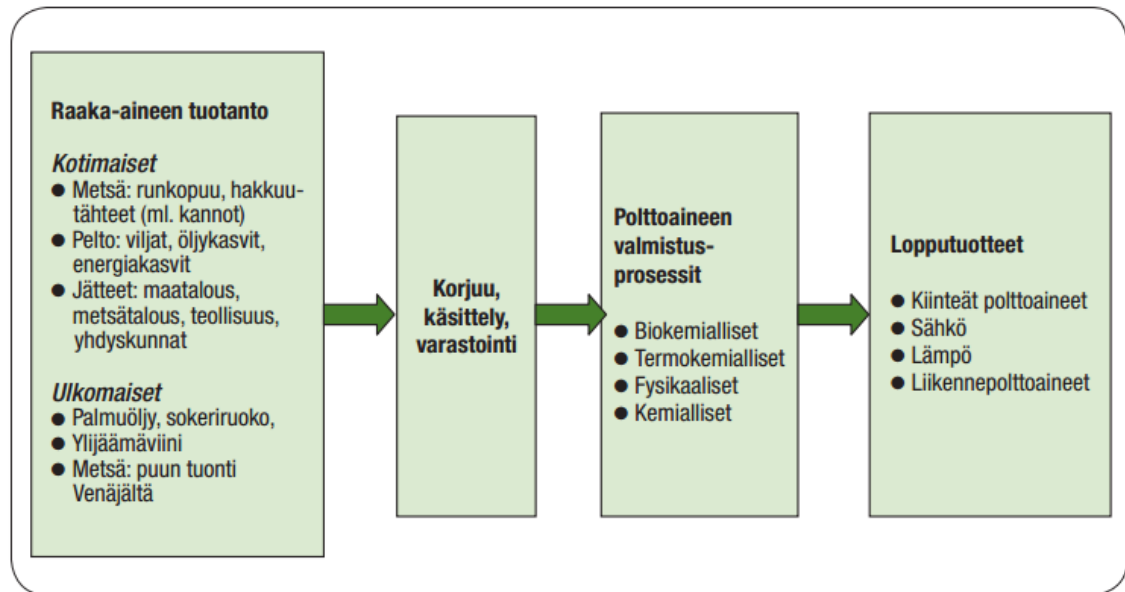 Raaka-aineen tuotanto
Kotimaiset
● Metsä: runkopuu, hakkuu-
tähteet (ml. kannot)
● Pelto: viljat, öljykasvit,
energiakasvit
● Jätteet: maatalous,
metsätalous, teollisuus,
yhdyskunnat
Ulkomaiset
● Palmuöljy, sokeriruoko,
● Ylijäämäviini
● Metsä: puun tuonti
Venäjältä
Korjuu,
käsittely,
varastointi
Polttoaineen
valmistus-
prosessit
● Biokemialliset
● Termokemialliset
● Fysikaaliset
● Kemialliset
Lopputuotteet
● Kiinteät polttoaineet
● Sähkö
● Lämpö
● Liikennepolttoaineet